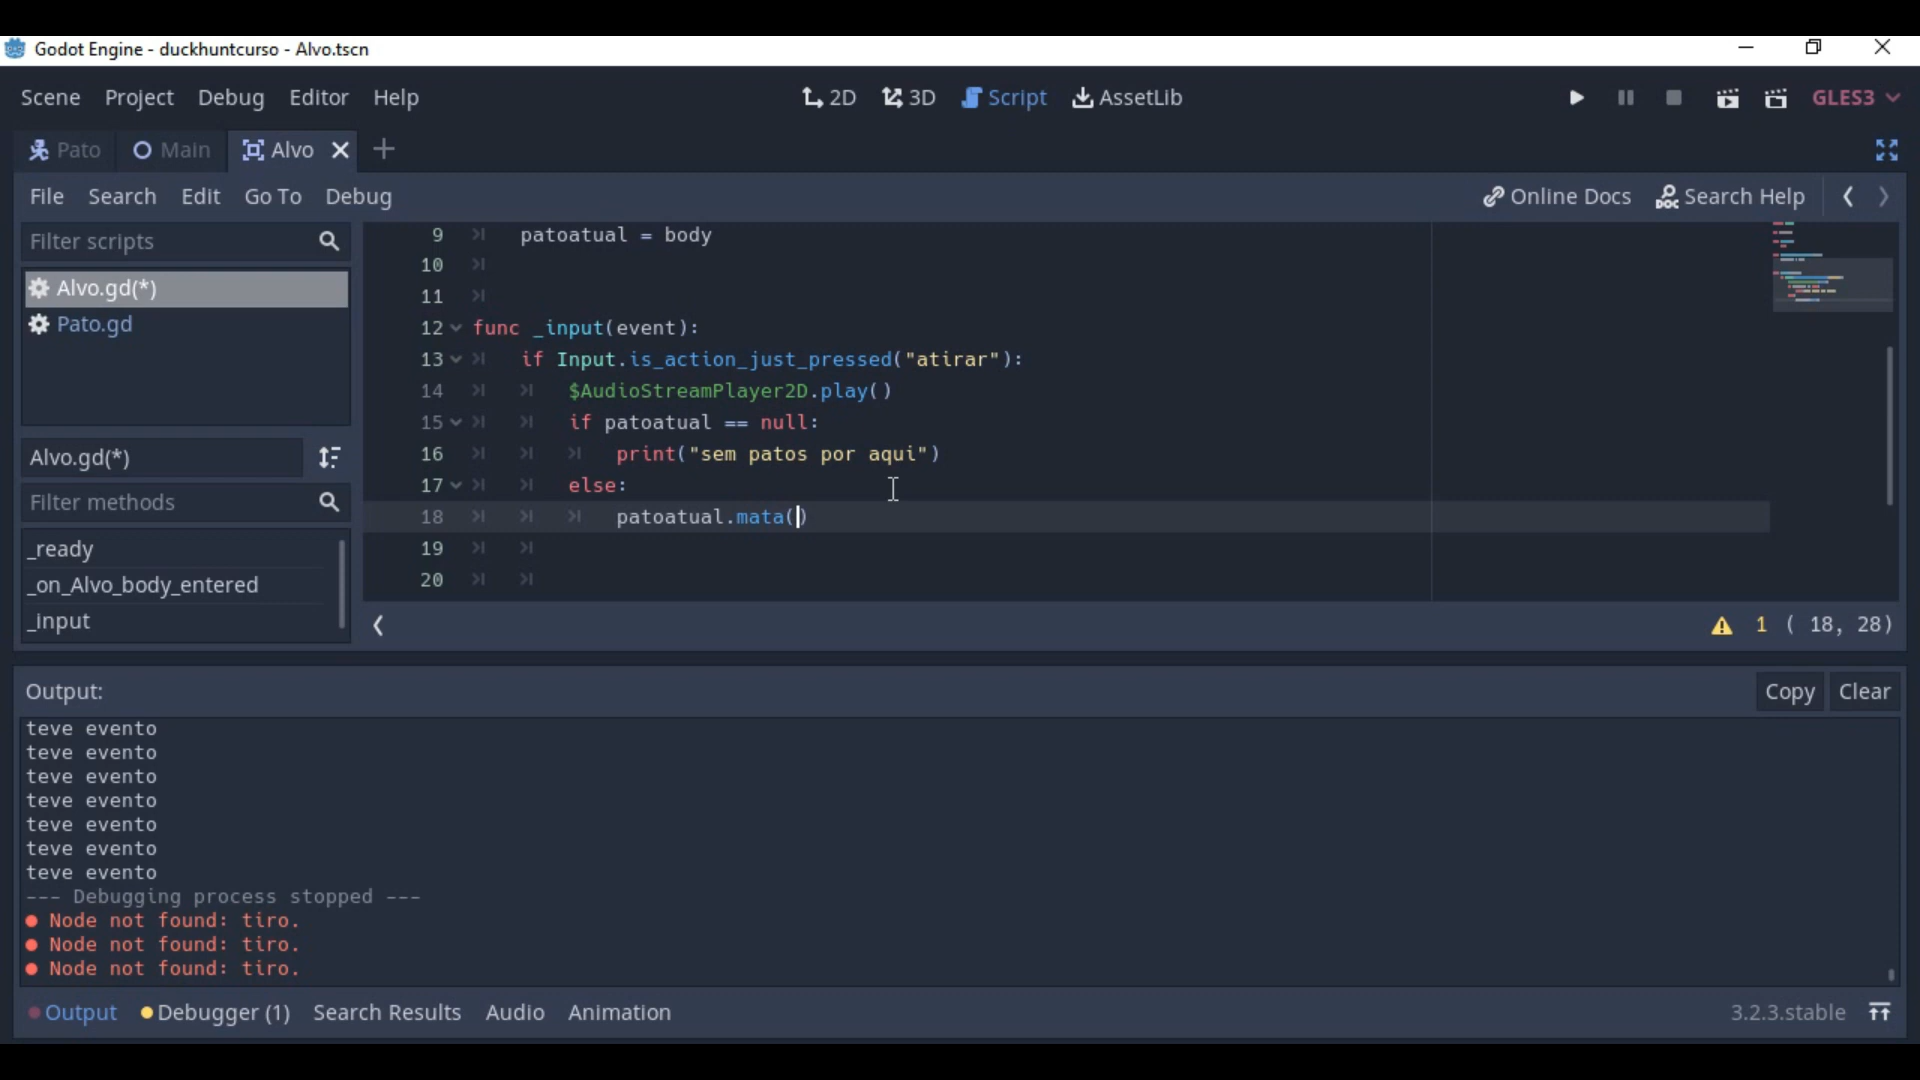 Godot Engine - duckhuntcurso - Alvo.tscn
Scene Project Debug Editor Help 2D 3D Script AssetLib GLES3
Pato Main Alvo
File Search Edit Go To Debug Online Docs Search Help
Filter scripts
Alvo.gd(*)
Pato.gd
Alvo.gd(*)
Filter methods
_ready
_on_Alvo_body_entered
_input
9 patoatual = body
10
11
12 func _input(event):
13 if Input.is_action_just_pressed("atirar"):
14 $AudioStreamPlayer2D.play()
15 if patoatual == null:
16 print("sem patos por aqui")
17 else:
18 patoatual.mata()
19
20
1 ( 18, 28)
Output: Copy Clear
teve evento
teve evento
teve evento
teve evento
teve evento
teve evento
teve evento
--- Debugging process stopped ---
Node not found: tiro.
Node not found: tiro.
Node not found: tiro.
Output Debugger (1) Search Results Audio Animation 3.2.3.stable